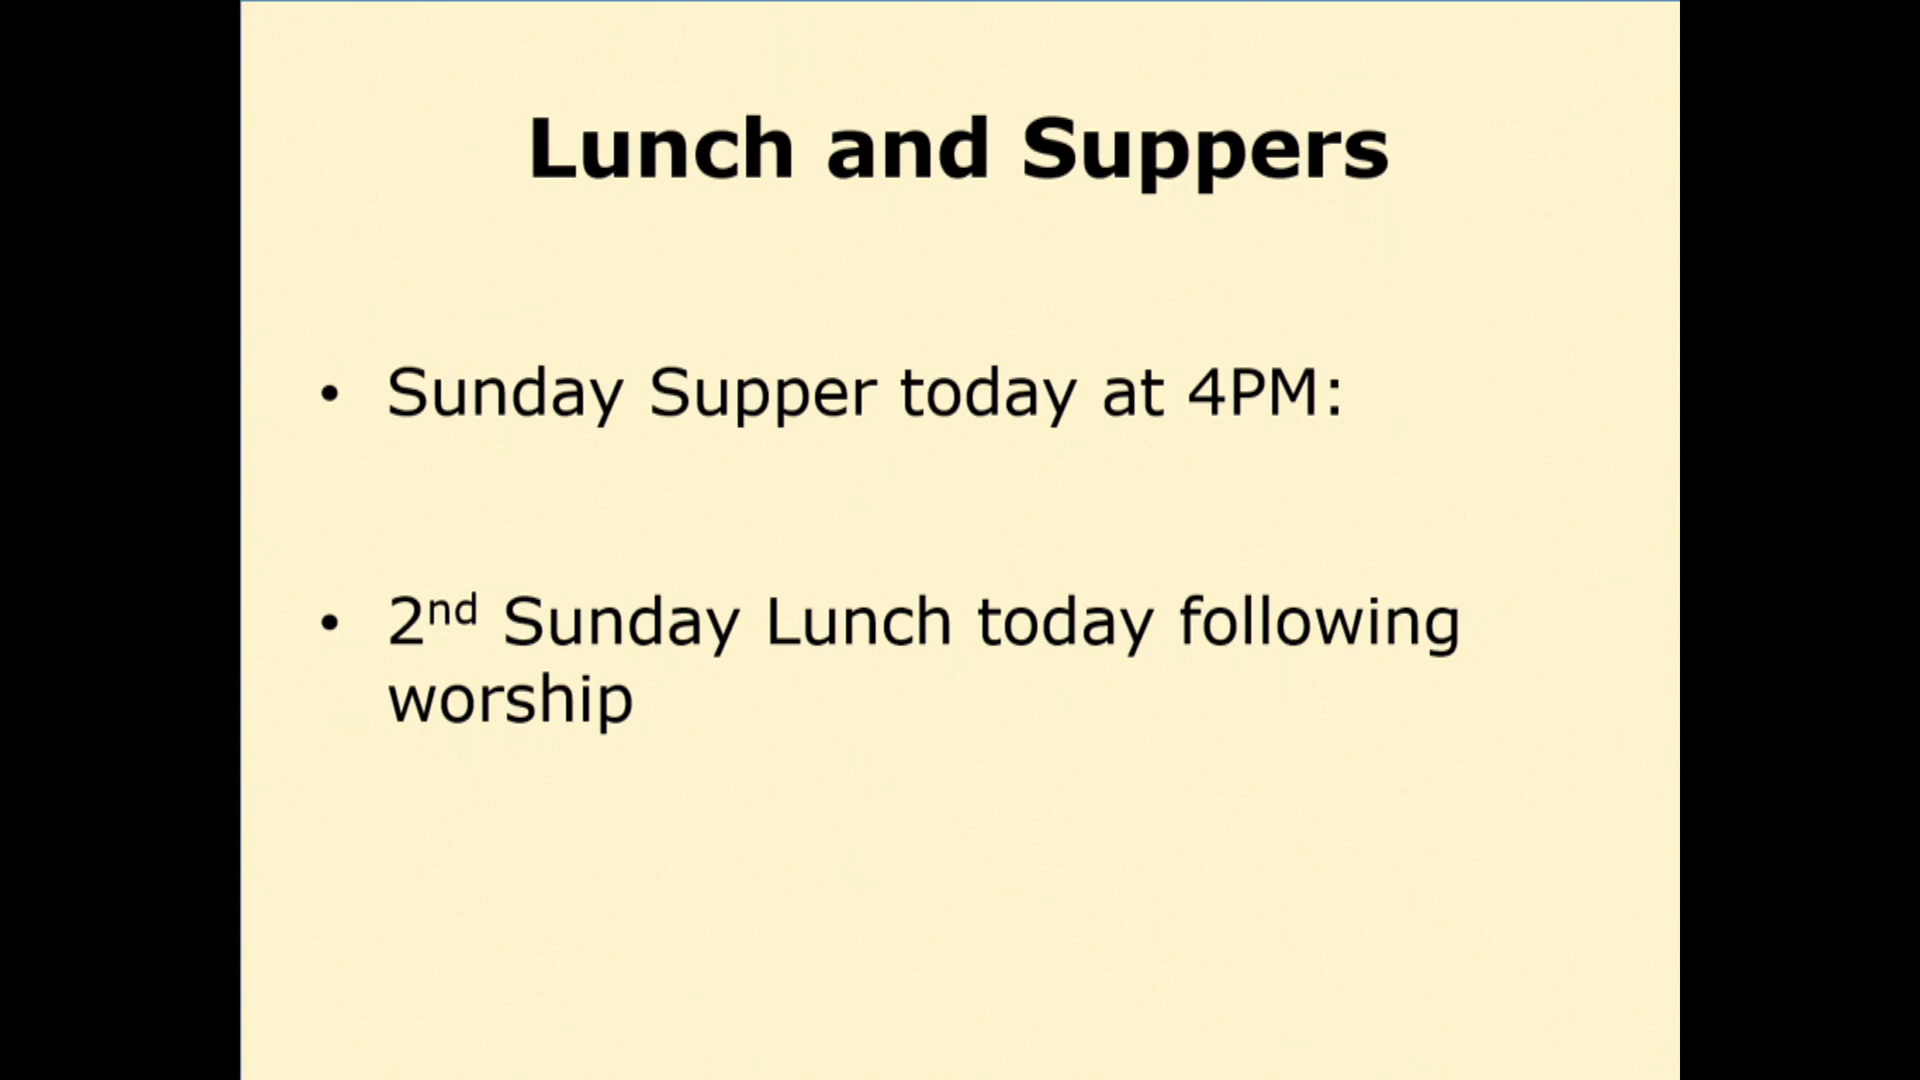 Lunch and Suppers
• Sunday Supper today at 4PM:
• 2nd Sunday Lunch today following
worship